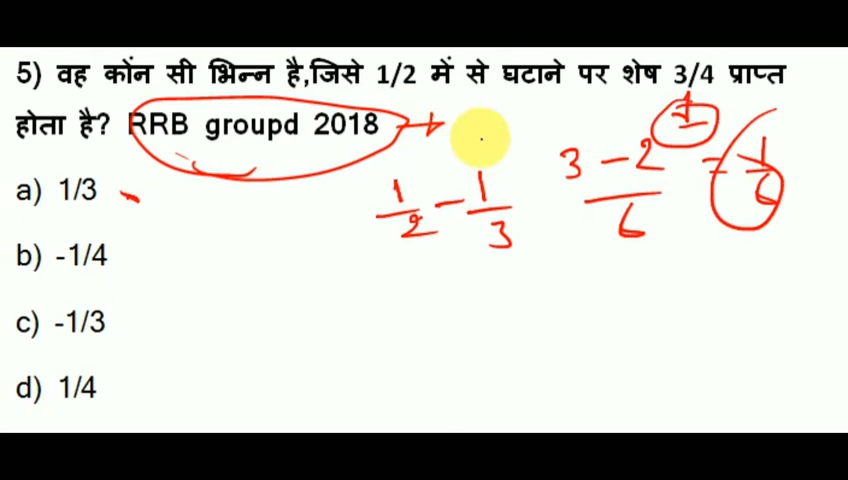 5) वह कोंन सी भिन्न है,जिसे 1/2 में से घटाने पर शेष 3/4 प्राप्त
होता है? RRB groupd 2018
a) 1/3
b) -1/4
c) -1/3
d) 1/4
1/2 - 1/3 3 - 2/6 = 1/6